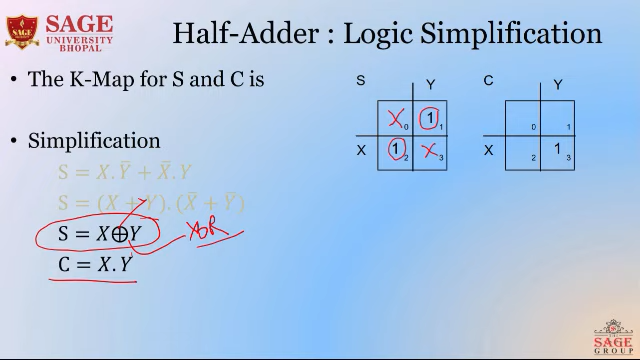 SAGE
UNIVERSITY
BHOPAL
Half-Adder : Logic Simplification
• The K-Map for S and C is
S Y
X 0 1 1
X 1 2 X 3
C Y
0 1
X 2 1 3
• Simplification
S = X.Ȳ + X̄.Y
S = (X + Y).(X̄ + Ȳ)
S = X⊕Y
XOR
C = X.Y
SAGE
GROUP